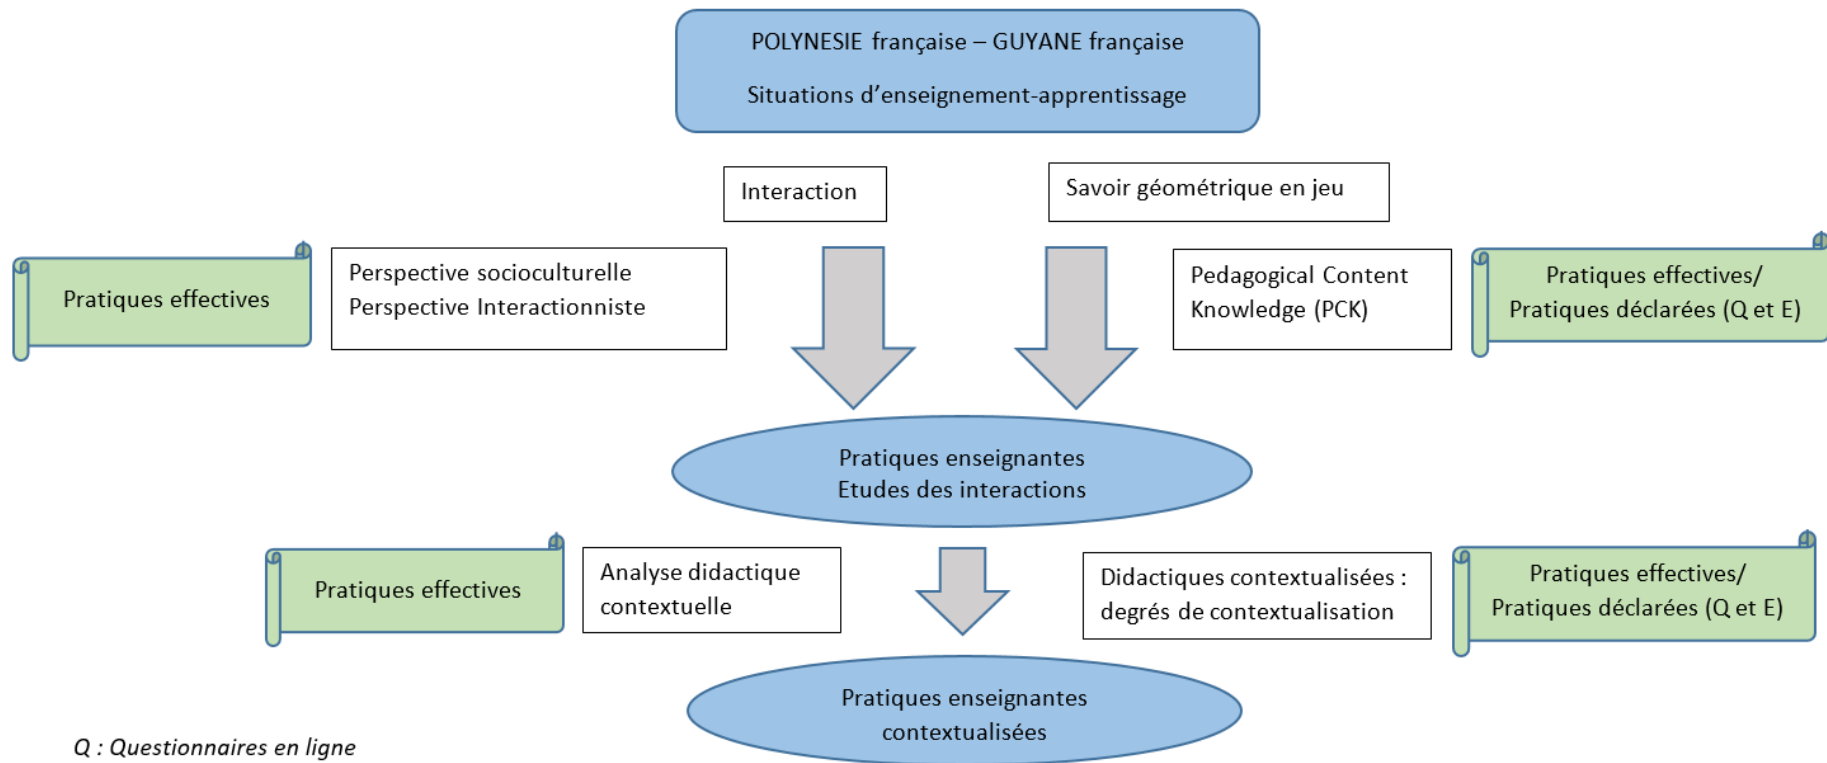 POLYNESIE française – GUYANE française
Situations d'enseignement-apprentissage
Interaction
Savoir géométrique en jeu
Pratiques effectives
Perspective socioculturelle
Perspective Interactionniste
Pedagogical Content
Knowledge (PCK)
Pratiques effectives/
Pratiques déclarées (Q et E)
Pratiques enseignantes
Etudes des interactions
Pratiques effectives
Analyse didactique
contextuelle
Didactiques contextualisées :
degrés de contextualisation
Pratiques effectives/
Pratiques déclarées (Q et E)
Pratiques enseignantes
contextualisées
Q : Questionnaires en ligne